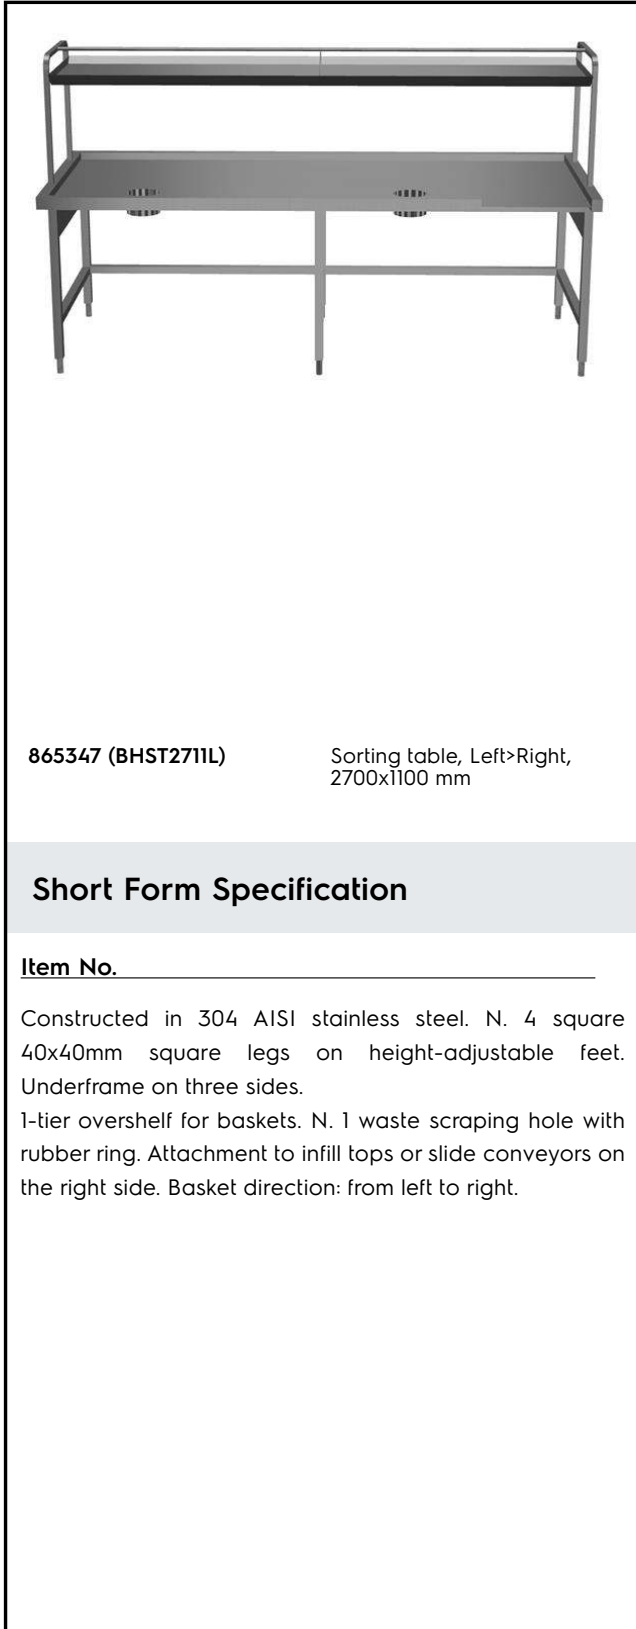 865347 (BHST2711L)
Sorting table, Left>Right,
2700x1100 mm
Short Form Specification
Item No.
Constructed in 304 AISI stainless steel. N. 4 square
40x40mm square legs on height-adjustable feet.
Underframe on three sides.
1-tier overshelf for baskets. N. 1 waste scraping hole with
rubber ring. Attachment to infill tops or slide conveyors on
the right side. Basket direction: from left to right.